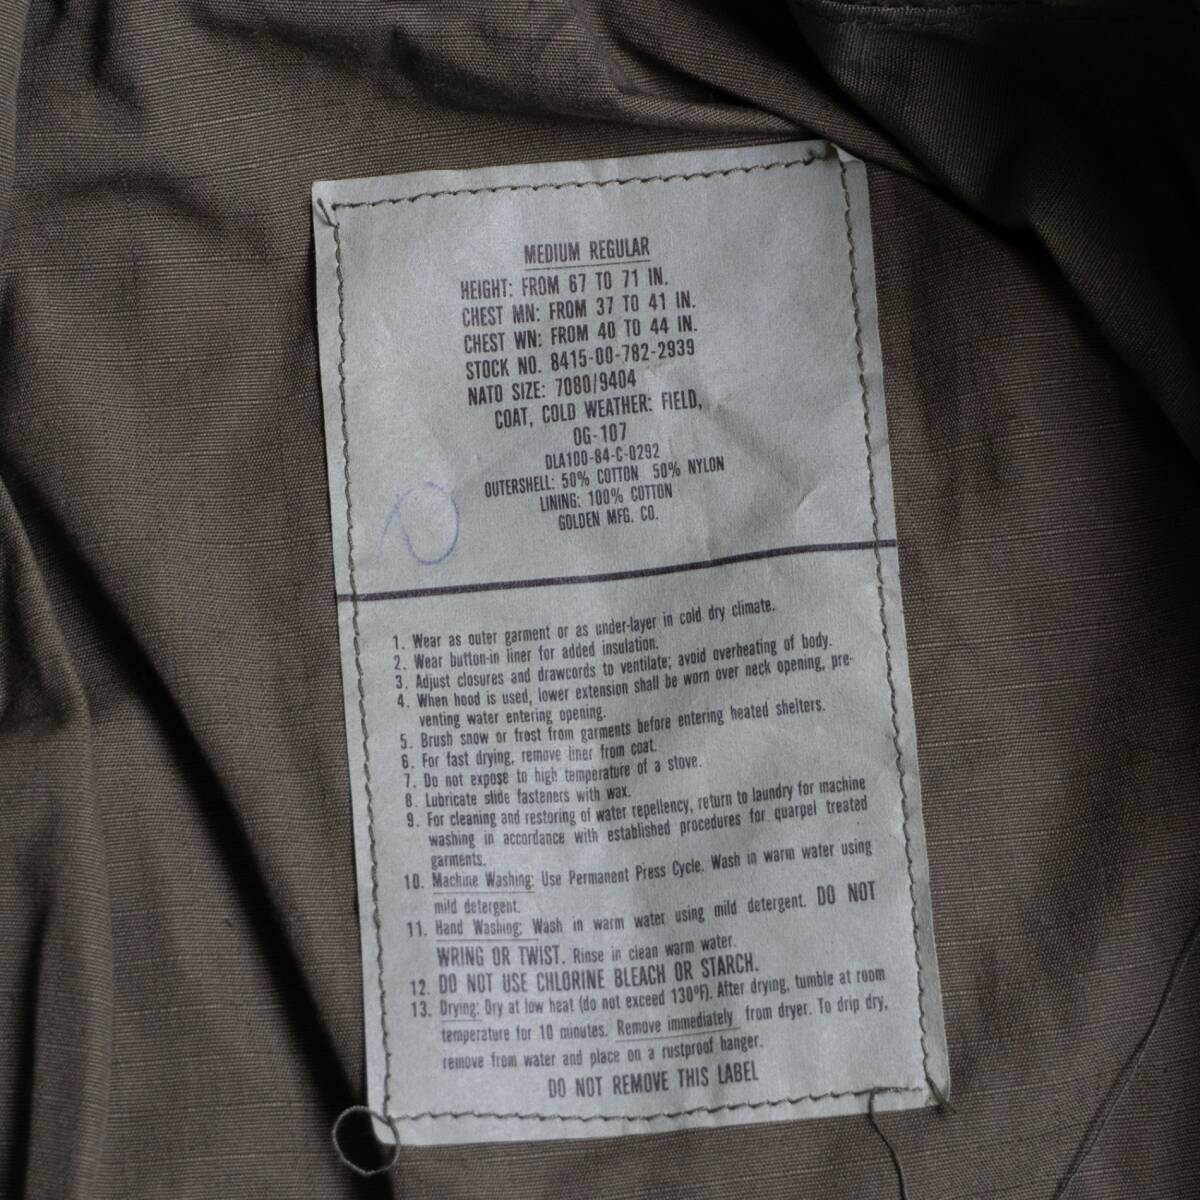 MEDIUM REGULAR
HEIGHT: FROM 67 TO 71 IN.
CHEST MN: FROM 37 TO 41 IN.
CHEST WN: FROM 40 TO 44 IN.
STOCK NO. 8415-00-782-2939
NATO SIZE: 7080/9404
COAT, COLD WEATHER: FIELD,
OG-107
DLA100-84-C-0292
OUTERSHELL: 50% COTTON 50% NYLON
LINING: 100% COTTON
GOLDEN MFG. CO.
1. Wear as outer garment or as under-layer in cold dry climate.
2. Wear button-in liner for added insulation.
3. Adjust closures and drawcords to ventilate; avoid overheating of body.
4. When hood is used, lower extension shall be worn over neck opening, pre-
venting water entering opening.
5. Brush snow or frost from garments before entering heated shelters.
6. For fast drying, remove liner from coat.
7. Do not expose to high temperature of a stove.
8. Lubricate slide fasteners with wax.
9. For cleaning and restoring of water repellency, return to laundry for machine
washing in accordance with established procedures for quarpel treated
garments.
10. Machine Washing: Use Permanent Press Cycle. Wash in warm water using
mild detergent.
11. Hand Washing: Wash in warm water using mild detergent. DO NOT
WRING OR TWIST. Rinse in clean warm water.
12. DO NOT USE CHLORINE BLEACH OR STARCH.
13. Drying: Dry at low heat (do not exceed 130°F). After drying, tumble at room
temperature for 10 minutes. Remove immediately from dryer. To drip dry,
remove from water and place on a rustproof hanger.
DO NOT REMOVE THIS LABEL